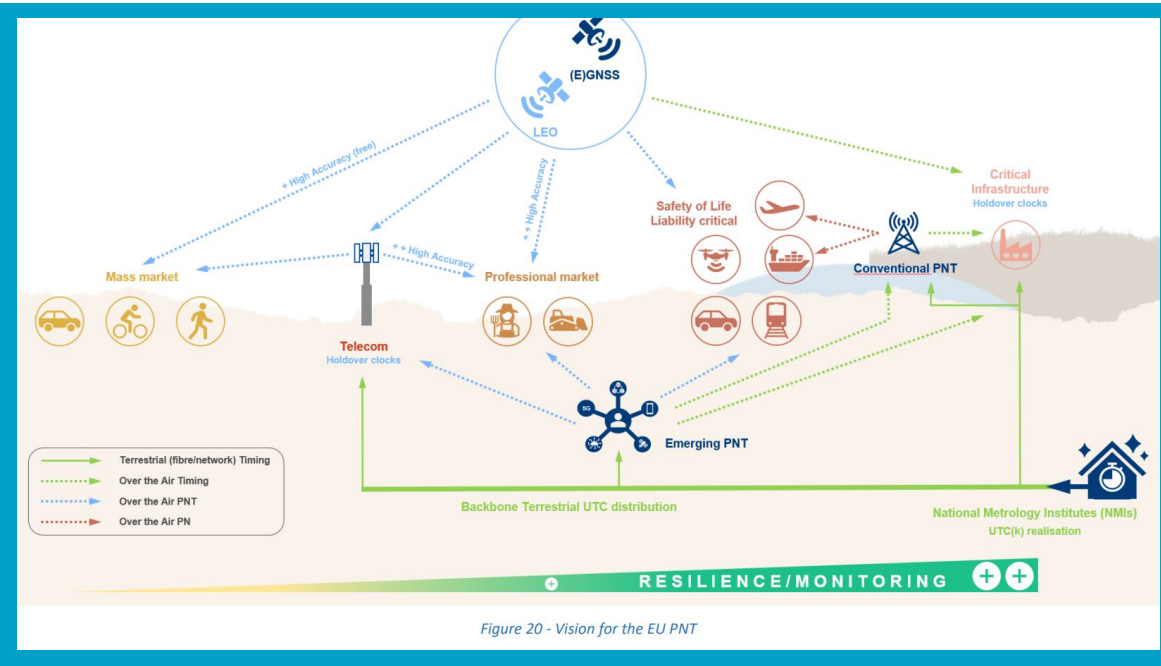 (E)GNSS
LEO
+ High Accuracy (free)
++ High Accuracy
++ High Accuracy
Safety of Life
Liability critical
Critical
Infrastructure
Holdover clocks
Mass market
Professional market
Conventional PNT
Telecom
Holdover clocks
5G
Emerging PNT
Terrestrial (fibre/network) Timing
Over the Air Timing
Over the Air PNT
Over the Air PN
Backbone Terrestrial UTC distribution
National Metrology Institutes (NMIs)
UTC(k) realisation
+ RESILIENCE/MONITORING + +
Figure 20 - Vision for the EU PNT